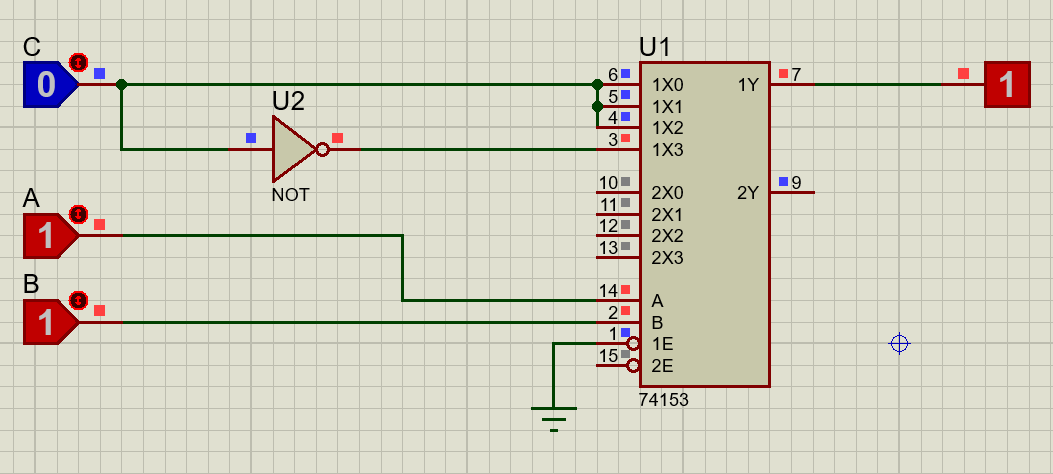 C
0
U2
NOT
A
1
B
1
U1
6 1X0 1Y 7
5 1X1
4 1X2
3 1X3
10 2X0 2Y 9
11 2X1
12 2X2
13 2X3
14 A
2 B
1 1E
15 2E
74153
1